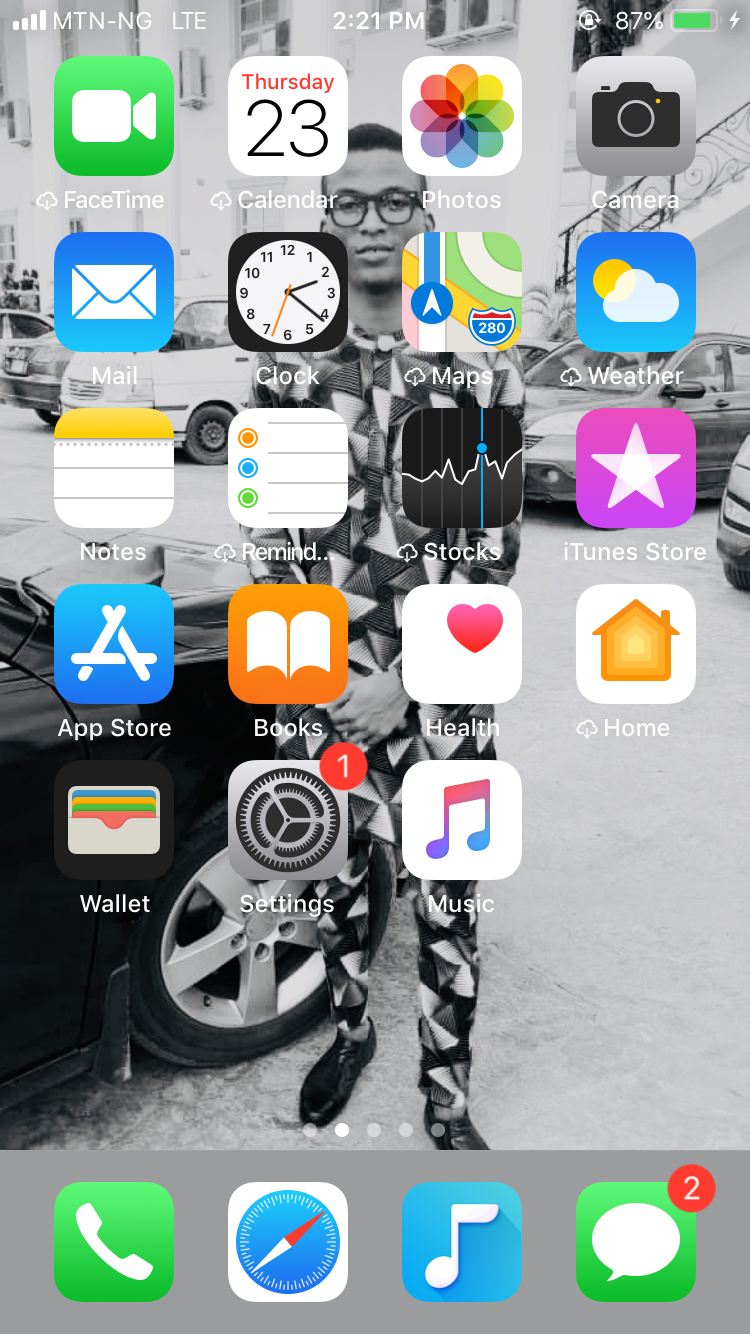 MTN-NG LTE 2:21 PM 87%
Thursday
23
FaceTime Calendar Photos Camera
12
11 1
10 2
9 3
8 4
7 5
6
280
Mail Clock Maps Weather
Notes Remind... Stocks iTunes Store
App Store Books Health Home
1
Wallet Settings Music
2